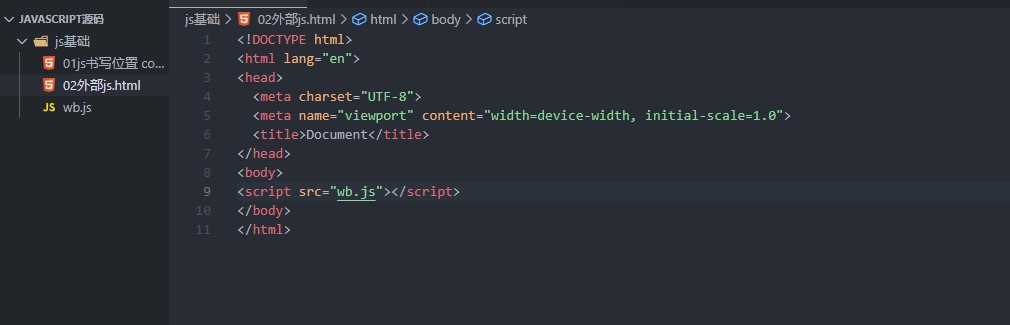 JAVASCRIPT源码
js基础
01js书写位置 co...
02外部js.html
JS wb.js
js基础 > 02外部js.html > html > body > script
1 <!DOCTYPE html>
2 <html lang="en">
3 <head>
4 <meta charset="UTF-8">
5 <meta name="viewport" content="width=device-width, initial-scale=1.0">
6 <title>Document</title>
7 </head>
8 <body>
9 <script src="wb.js"></script>
10 </body>
11 </html>